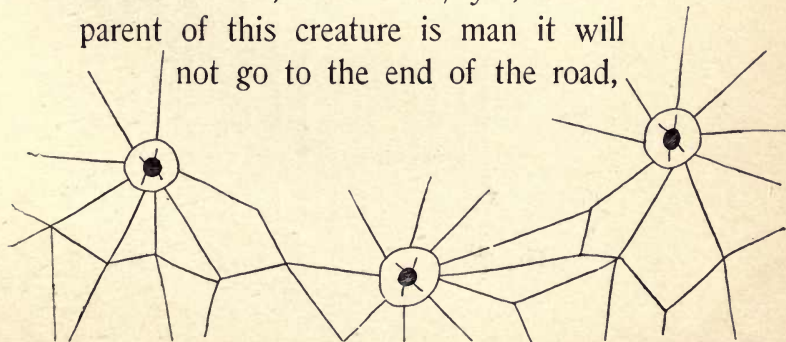 parent of this creature is man it will
not go to the end of the road,